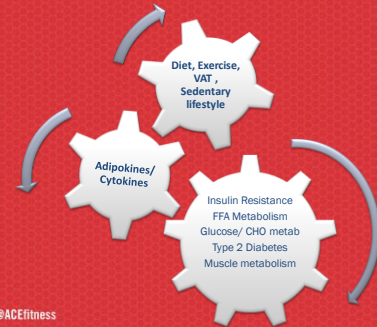 Diet, Exercise,
VAT ,
Sedentary
lifestyle
Adipokines/
Cytokines
Insulin Resistance
FFA Metabolism
Glucose/ CHO metab
Type 2 Diabetes
Muscle metabolism
@ACEfitness